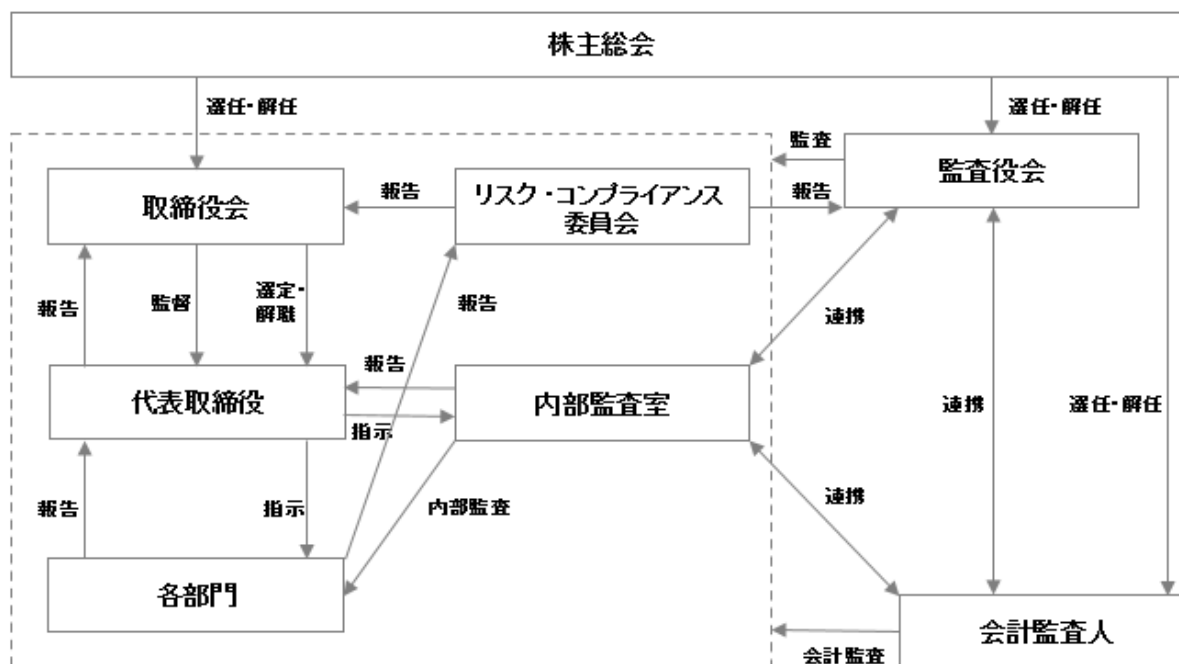 株主総会
選任・解任
選任・解任
監査
監査役会
取締役会
報告
リスク・コンプライアンス
委員会
報告
報告
監督
選定・
解職
報告
連携
代表取締役
報告
指示
内部監査室
連携
選任・解任
報告
指示
内部監査
連携
各部門
会計監査人
会計監査